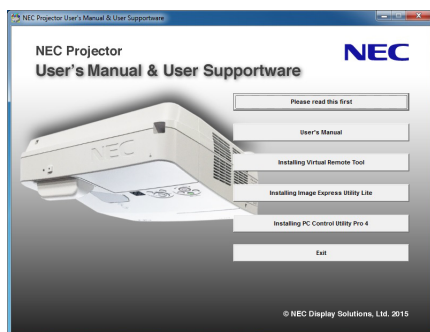 NEC Projector User's Manual & User Supportware
NEC Projector
NEC
User's Manual & User Supportware
Please read this first
User's Manual
NEC
Installing Virtual Remote Tool
Installing Image Express Utility Lite
Installing PC Control Utility Pro 4
Exit
© NEC Display Solutions, Ltd. 2015